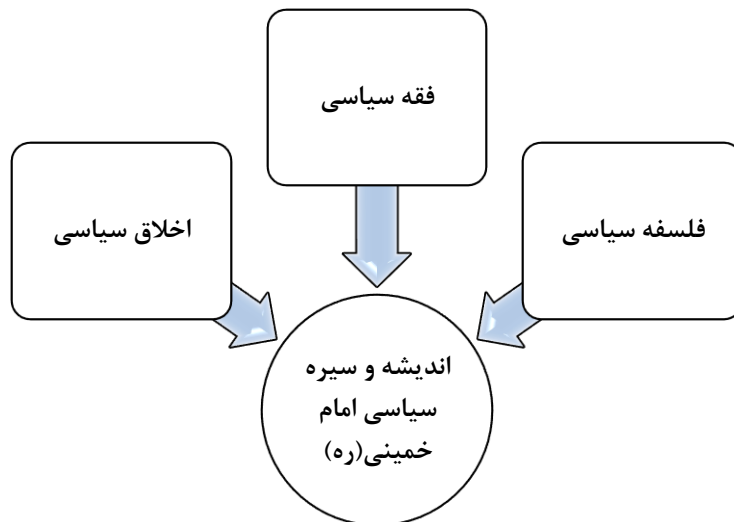 فقه سیاسی
فلسفه سیاسی
اخلاق سیاسی
اندیشه و سیره
سیاسی امام
خمینی(ره)